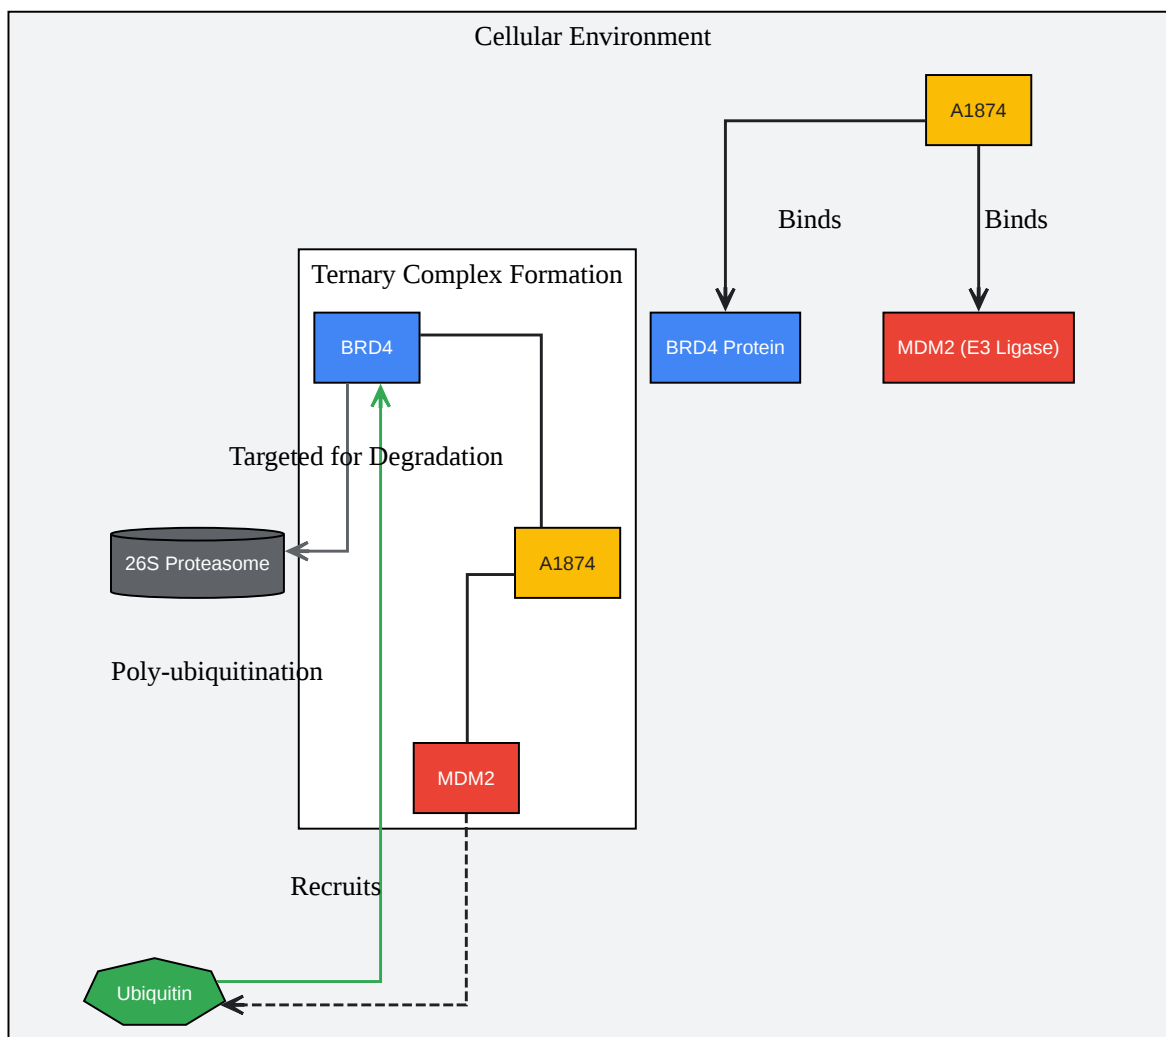 Cellular Environment
A1874
Binds
Binds
Ternary Complex Formation
BRD4
BRD4 Protein
MDM2 (E3 Ligase)
Targeted for Degradation
26S Proteasome
A1874
Poly-ubiquitination
MDM2
Recruits
Ubiquitin